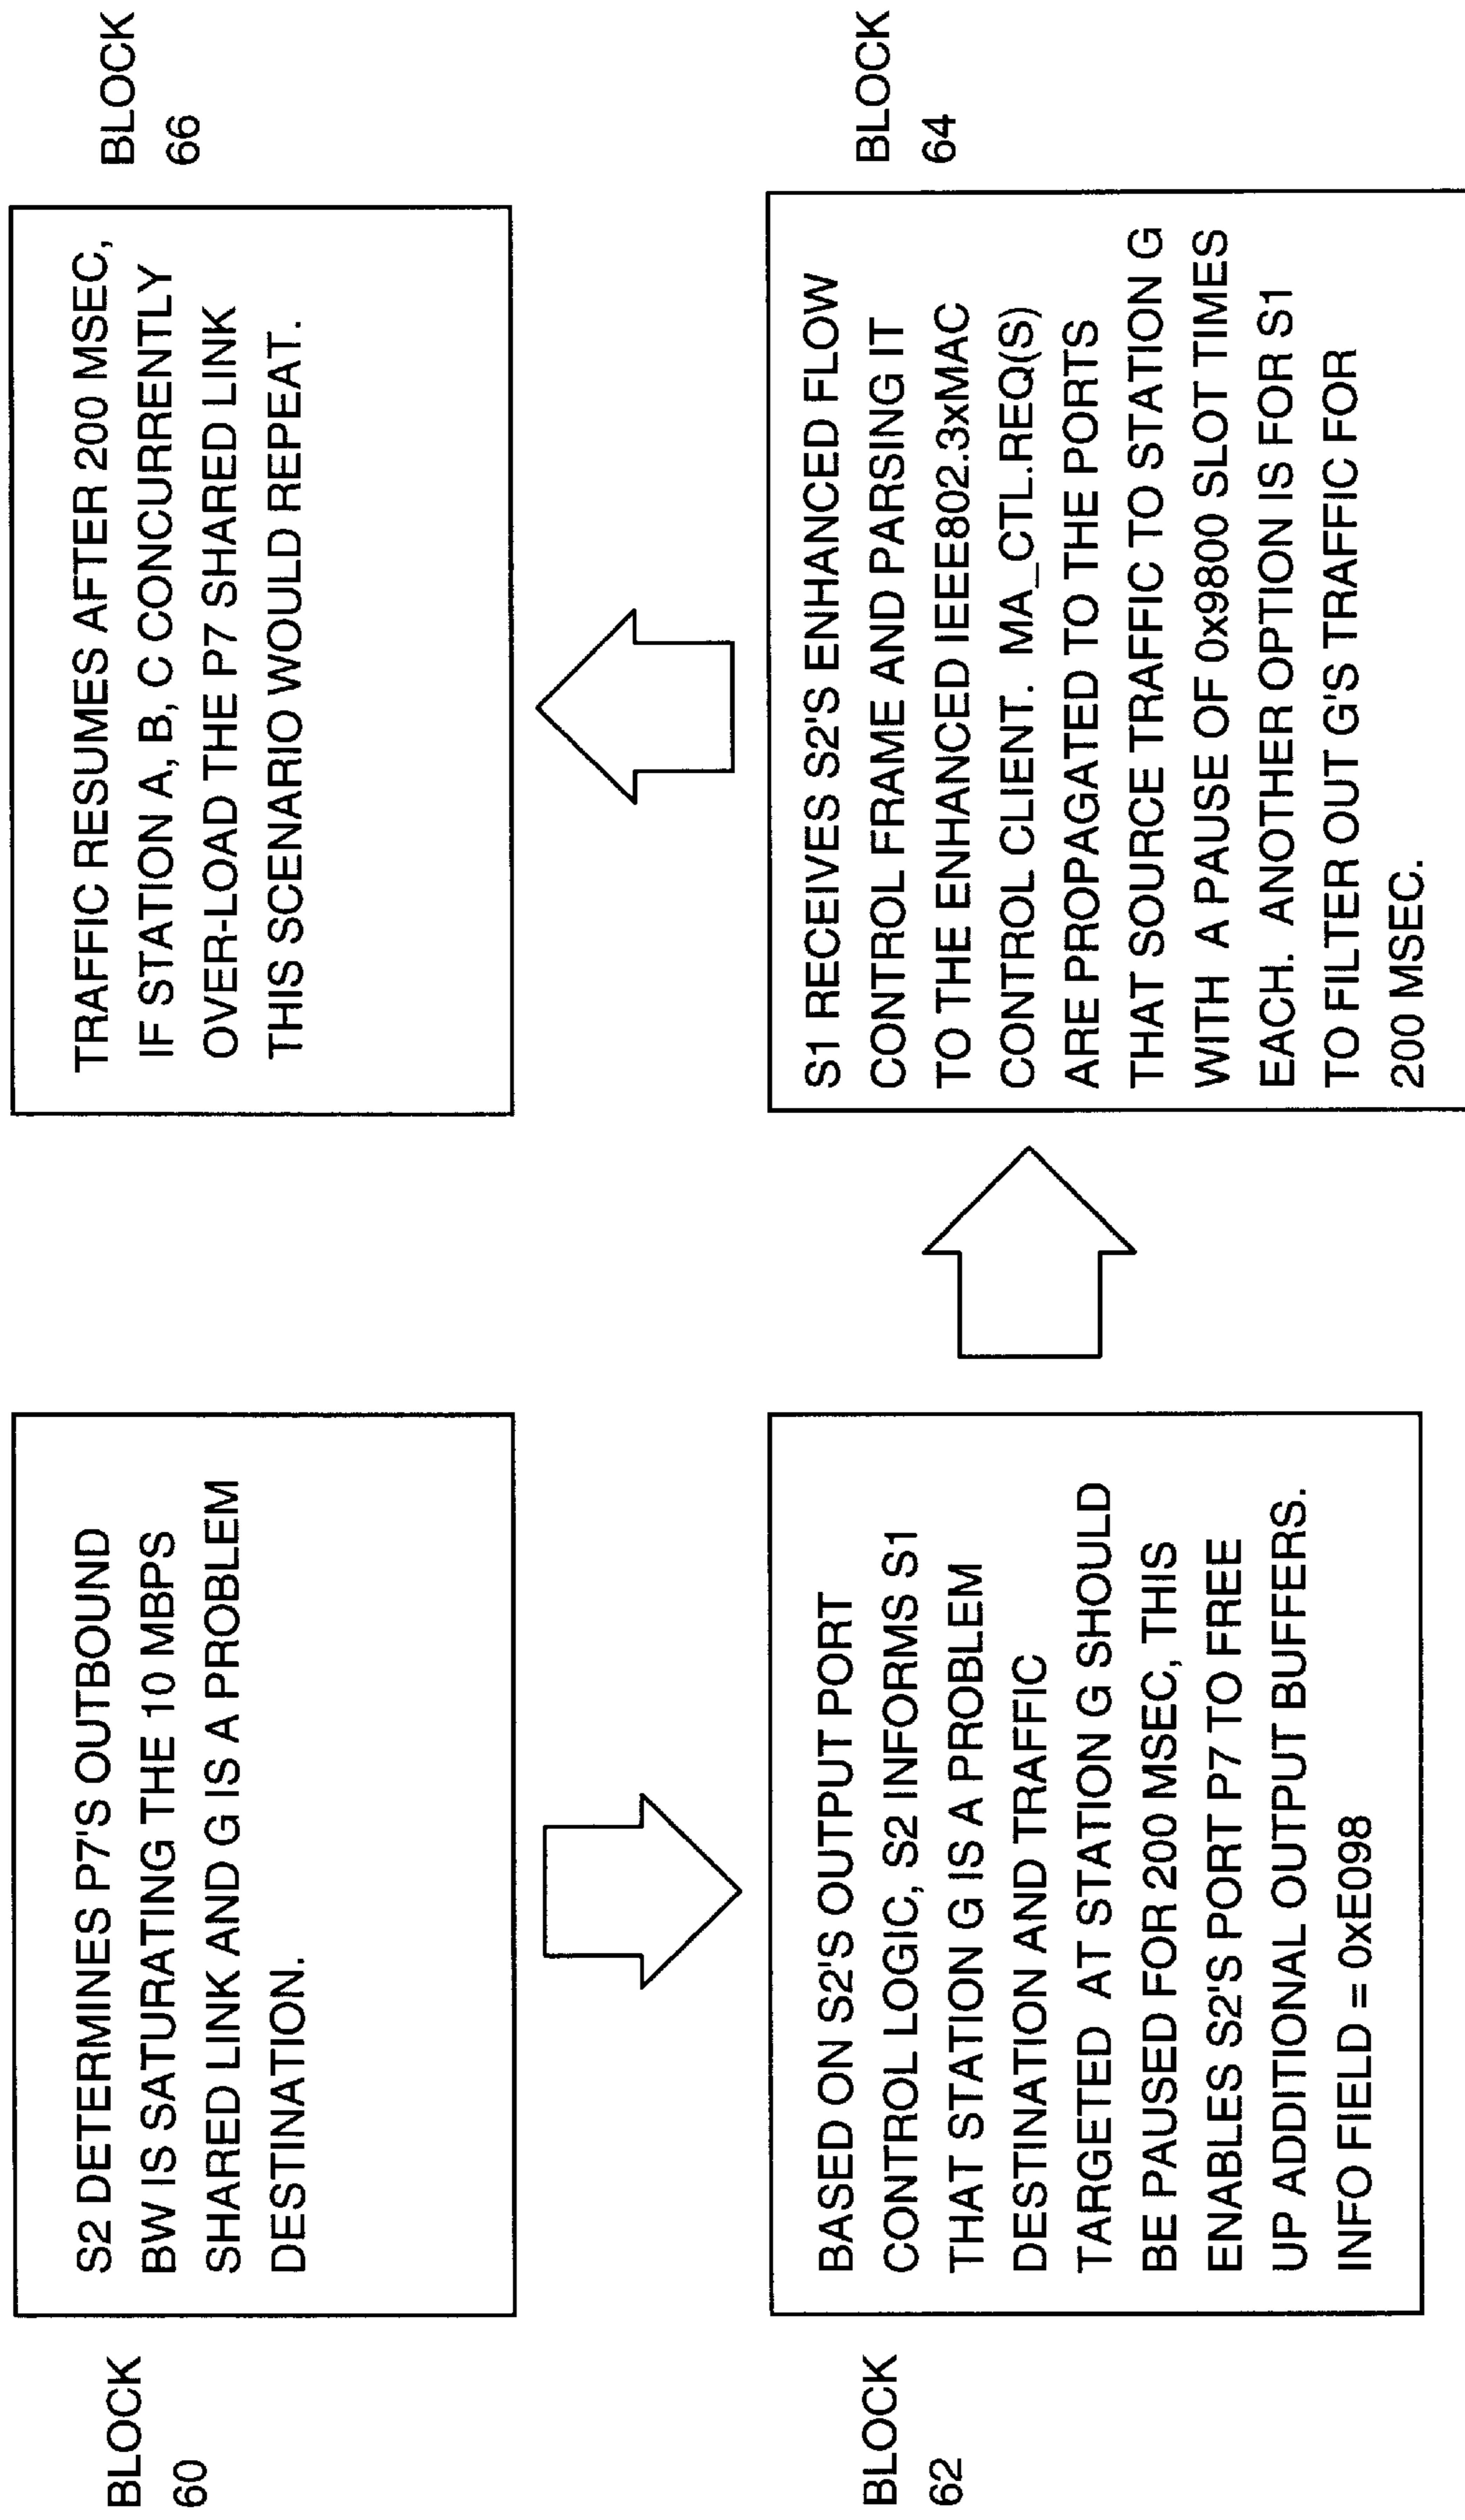 BLOCK
60
S2 DETERMINES P7'S OUTBOUND
BW IS SATURATING THE 10 MBPS
SHARED LINK AND G IS A PROBLEM
DESTINATION.
BLOCK
62
BASED ON S2'S OUTPUT PORT
CONTROL LOGIC, S2 INFORMS S1
THAT STATION G IS A PROBLEM
DESTINATION AND TRAFFIC
TARGETED AT STATION G SHOULD
BE PAUSED FOR 200 MSEC, THIS
ENABLES S2'S PORT P7 TO FREE
UP ADDITIONAL OUTPUT BUFFERS.
INFO FIELD = 0xE098
S1 RECEIVES S2'S ENHANCED FLOW
CONTROL FRAME AND PARSING IT
TO THE ENHANCED IEEE802.3xMAC
CONTROL CLIENT. MA_CTL.REQ(S)
ARE PROPAGATED TO THE PORTS
THAT SOURCE TRAFFIC TO STATION G
WITH A PAUSE OF 0x9800 SLOT TIMES
EACH. ANOTHER OPTION IS FOR S1
TO FILTER OUT G'S TRAFFIC FOR
200 MSEC.
BLOCK
64
TRAFFIC RESUMES AFTER 200 MSEC,
IF STATION A, B, C CONCURRENTLY
OVER-LOAD THE P7 SHARED LINK
THIS SCENARIO WOULD REPEAT.
BLOCK
66